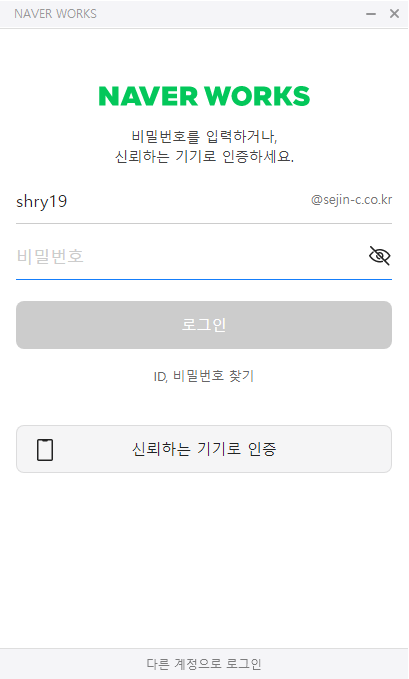 NAVER WORKS
NAVER WORKS
비밀번호를 입력하거나,
신뢰하는 기기로 인증하세요.
shry19 @sejin-c.co.kr
비밀번호
로그인
ID, 비밀번호 찾기
신뢰하는 기기로 인증
다른 계정으로 로그인